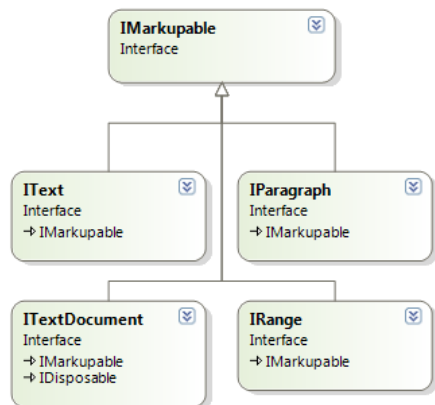 IMarkupable
Interface
IText
Interface
IMarkupable
IParagraph
Interface
IMarkupable
ITextDocument
Interface
IMarkupable
IDisposable
IRange
Interface
IMarkupable